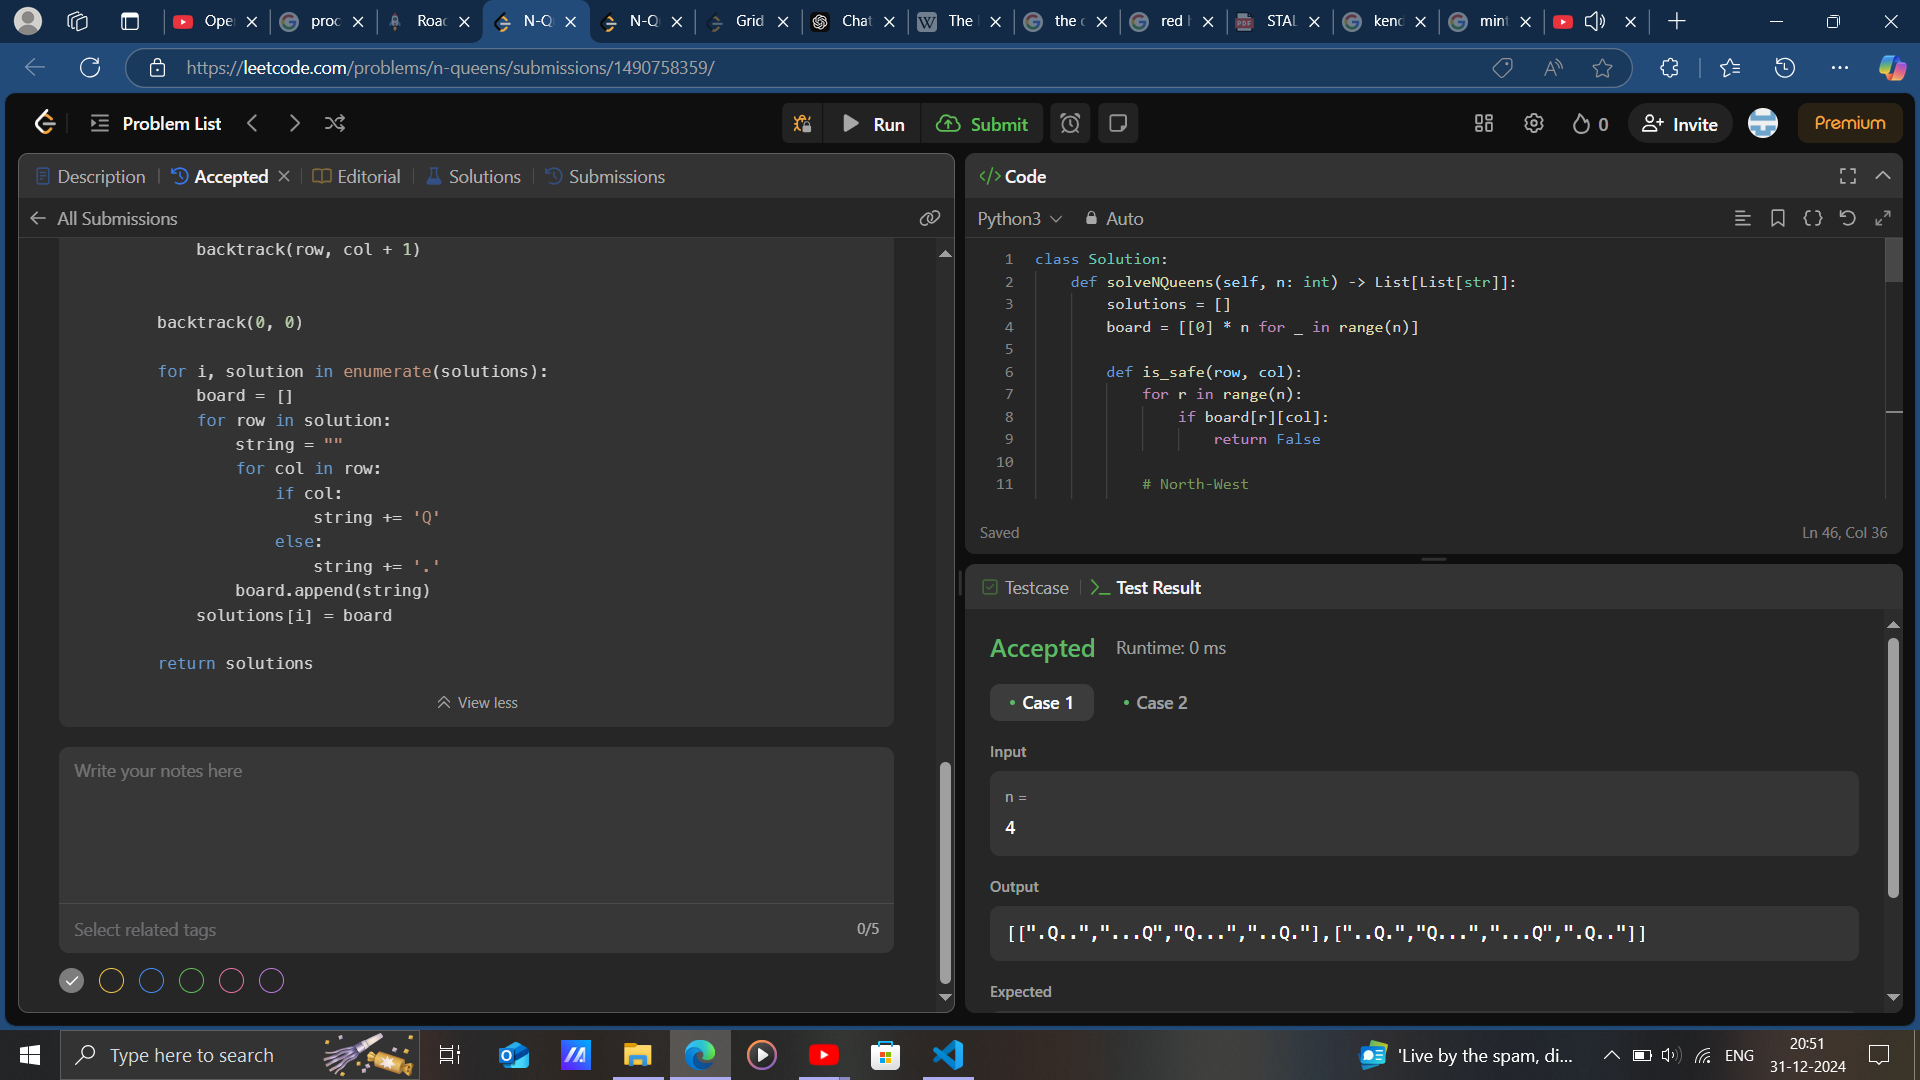 Ope
proc
Roac
N-Q
N-Q
Grid
Chat
The
the c
red h
STAL
kend
min
https://leetcode.com/problems/n-queens/submissions/1490758359/
Problem List
Run
Submit
0
Invite
Premium
Description
Accepted
Editorial
Solutions
Submissions
All Submissions
backtrack(row, col + 1)
backtrack(0, 0)
for i, solution in enumerate(solutions):
board = []
for row in solution:
string = ""
for col in row:
if col:
string += 'Q'
else:
string += '.'
board.append(string)
solutions[i] = board
return solutions
View less
Write your notes here
Select related tags
0/5
</> Code
Python3
Auto
1 class Solution:
2 def solveNQueens(self, n: int) -> List[List[str]]:
3 solutions = []
4 board = [[0] * n for _ in range(n)]
5
6 def is_safe(row, col):
7 for r in range(n):
8 if board[r][col]:
9 return False
10
11 # North-West
Saved
Ln 46, Col 36
Testcase
Test Result
Accepted
Runtime: 0 ms
• Case 1
• Case 2
Input
n =
4
Output
[[".Q..","...Q","Q...","..Q."],["..Q.","Q...","...Q",".Q.."]]
Expected
Type here to search
'Live by the spam, di...
ENG
20:51
31-12-2024